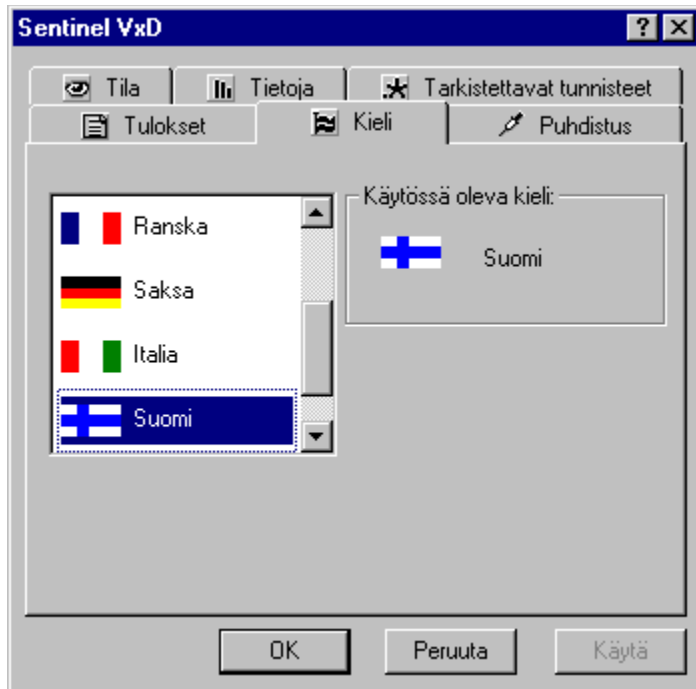 Sentinel VxD
Tila
Tietoja
Tarkistettavat tunnisteet
Tulokset
Kieli
Puhdistus
Ranska
Saksa
Italia
Suomi
Käytössä oleva kieli:
Suomi
OK
Peruuta
Käytä